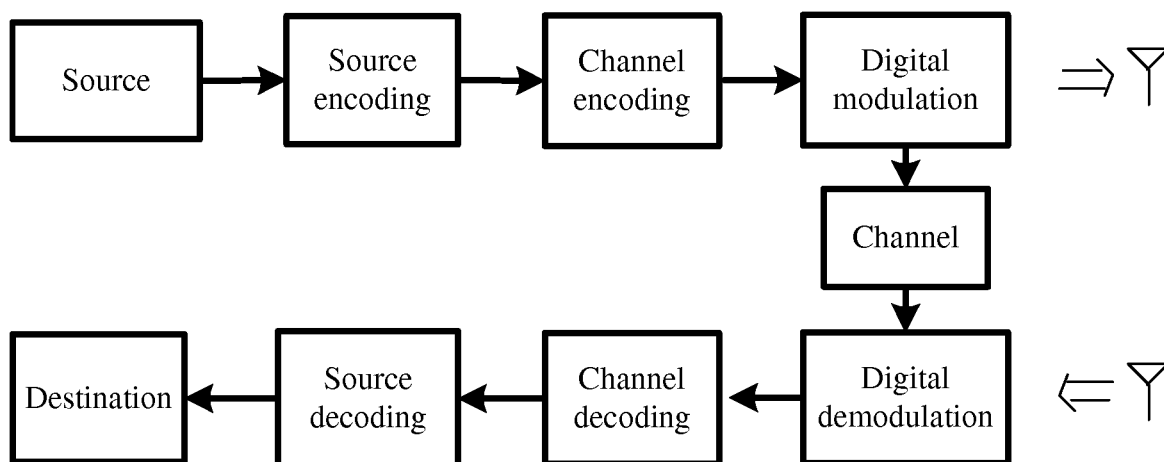 Source
Source
encoding
Channel
encoding
Digital
modulation
Channel
Destination
Source
decoding
Channel
decoding
Digital
demodulation